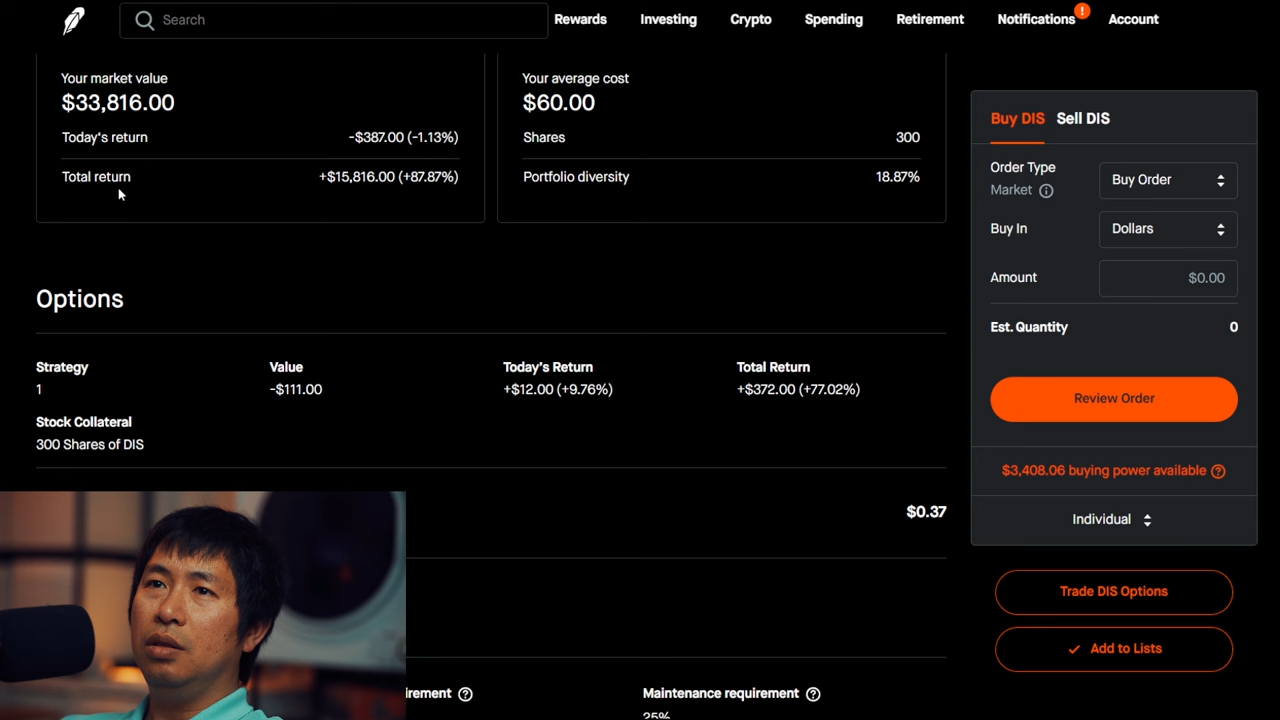 Search
Rewards
Investing
Crypto
Spending
Retirement
Notifications
!
Account
Your market value
$33,816.00
Today's return
-$387.00 (-1.13%)
Total return
+$15,816.00 (+87.87%)
Your average cost
$60.00
Shares
300
Portfolio diversity
18.87%
Buy DIS
Sell DIS
Order Type
Market
Buy Order
Buy In
Dollars
Amount
$0.00
Est. Quantity
0
Review Order
$3,408.06 buying power available
Individual
Trade DIS Options
Add to Lists
Options
Strategy
1
Value
-$111.00
Today's Return
+$12.00 (+9.76%)
Total Return
+$372.00 (+77.02%)
Stock Collateral
300 Shares of DIS
$0.37
irement
Maintenance requirement
25%